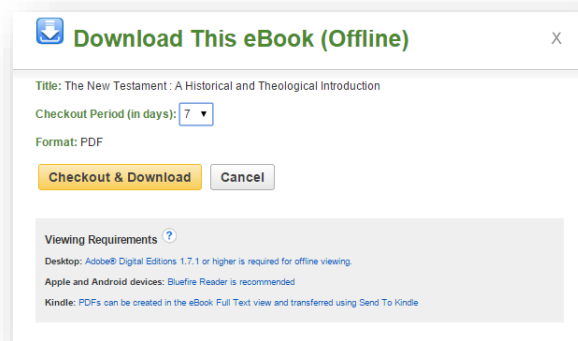 Download This eBook (Offline)
X
Title: The New Testament : A Historical and Theological Introduction
Checkout Period (in days): 7
Format: PDF
Checkout & Download Cancel
Viewing Requirements ?
Desktop: Adobe® Digital Editions 1.7.1 or higher is required for offline viewing.
Apple and Android devices: Bluefire Reader is recommended
Kindle: PDFs can be created in the eBook Full Text view and transferred using Send To Kindle